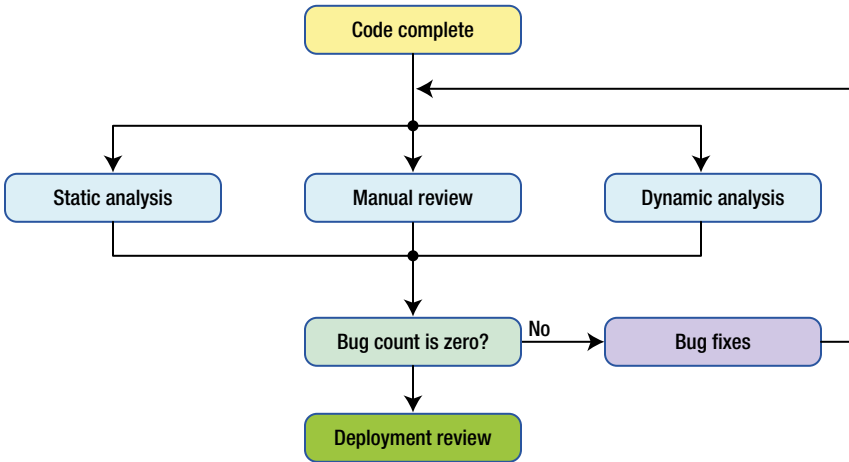 Code complete
Static analysis
Manual review
Dynamic analysis
Bug count is zero?
No
Bug fixes
Deployment review